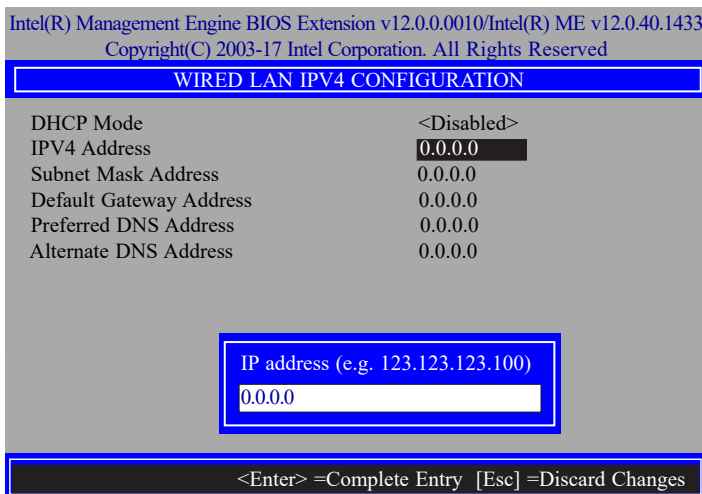 Intel(R) Management Engine BIOS Extension v12.0.0.0010/Intel(R) ME v12.0.40.1433
Copyright(C) 2003-17 Intel Corporation. All Rights Reserved
WIRED LAN IPV4 CONFIGURATION
DHCP Mode <Disabled>
IPV4 Address 0.0.0.0
Subnet Mask Address 0.0.0.0
Default Gateway Address 0.0.0.0
Preferred DNS Address 0.0.0.0
Alternate DNS Address 0.0.0.0
IP address (e.g. 123.123.123.100)
0.0.0.0
<Enter> =Complete Entry [Esc] =Discard Changes